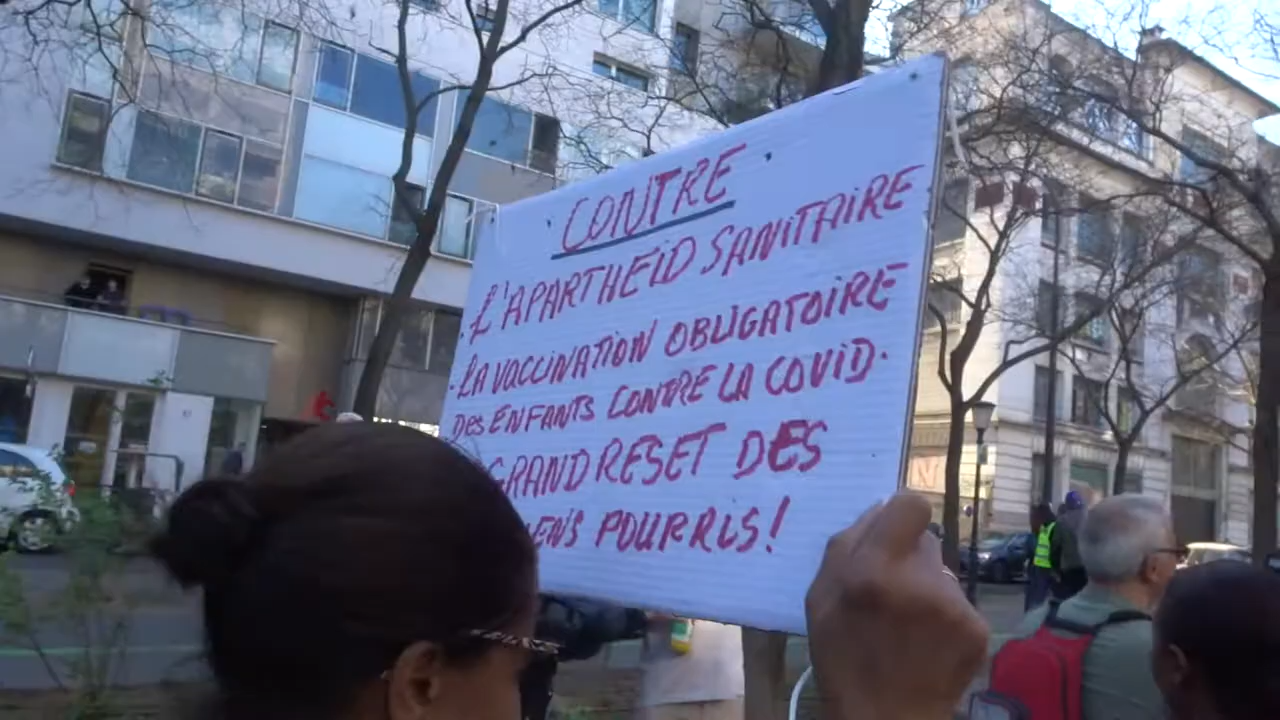 CONTRE
L'APARTHEID SANITAIRE
LA VACCINATION OBLIGATOIRE
DES ENFANTS CONTRE LA COVID.
GRAND RESET DES
POURRIS!